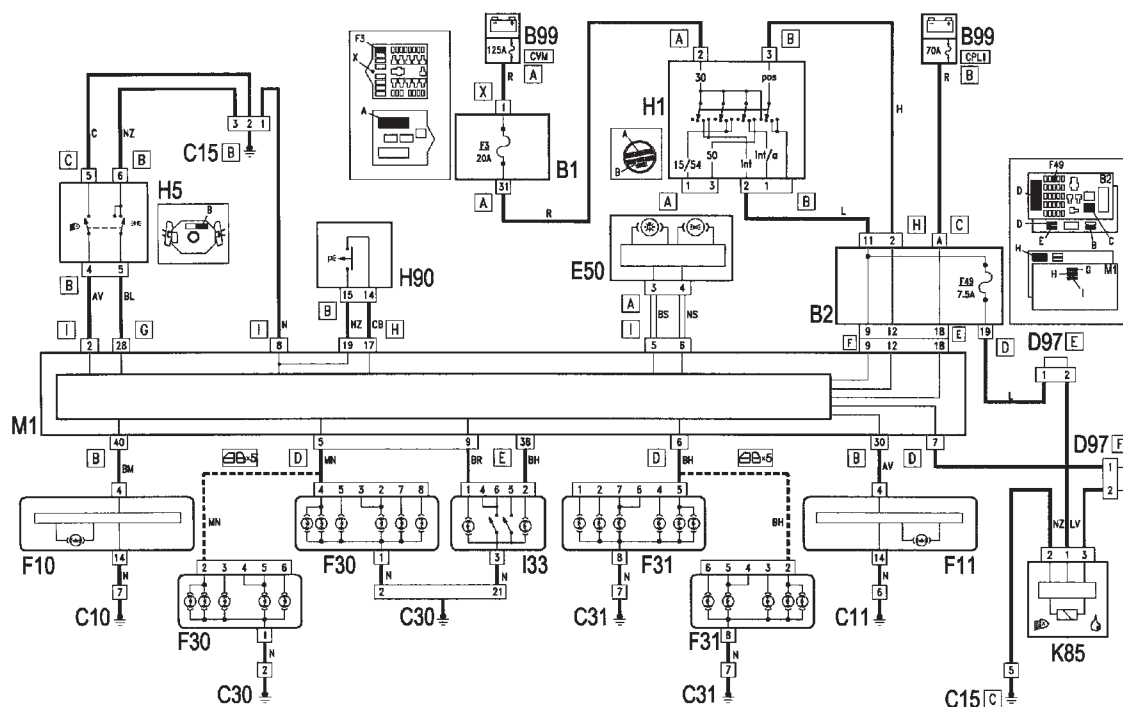 B99
125A
CVM
A
R
X
1
F3
20A
B1
31
A
R
F3
X
A
A
B
2
3
30
pos
H1
A
B
15/54
50
Int
Int/a
1
3
2
1
A
B
L
H
B99
70A
CPLI
B
R
C
NZ
3
2
1
C15
B
C
B
5
6
H5
B
4
5
B
AV
BL
I
G
I
N
2
28
8
H90
15
14
B
NZ
CB
H
19
17
E50
3
4
A
BS
NS
I
5
6
11
2
A
H
C
F49
7.5A
B2
9
12
18
E
19
F
9
12
18
D
F49
B2
D
D
E
B
C
H
M1
H
G
I
D97
E
1
2
L
M1
40
5
9
38
6
30
7
B
BM
x5
D
MN
BR
E
BH
D
BH
x5
B
AV
D
D97
F
1
2
4
F10
14
N
7
C10
MN
2
3
4
5
6
F30
1
N
2
C30
4
5
3
2
7
8
F30
1
N
2
21
C30
1
4
6
5
2
I33
3
N
1
2
7
6
4
5
F31
8
N
7
C31
BH
6
5
4
3
2
F31
8
N
7
C31
4
F11
14
N
6
C11
NZ
LV
2
1
3
K85
5
C15
C